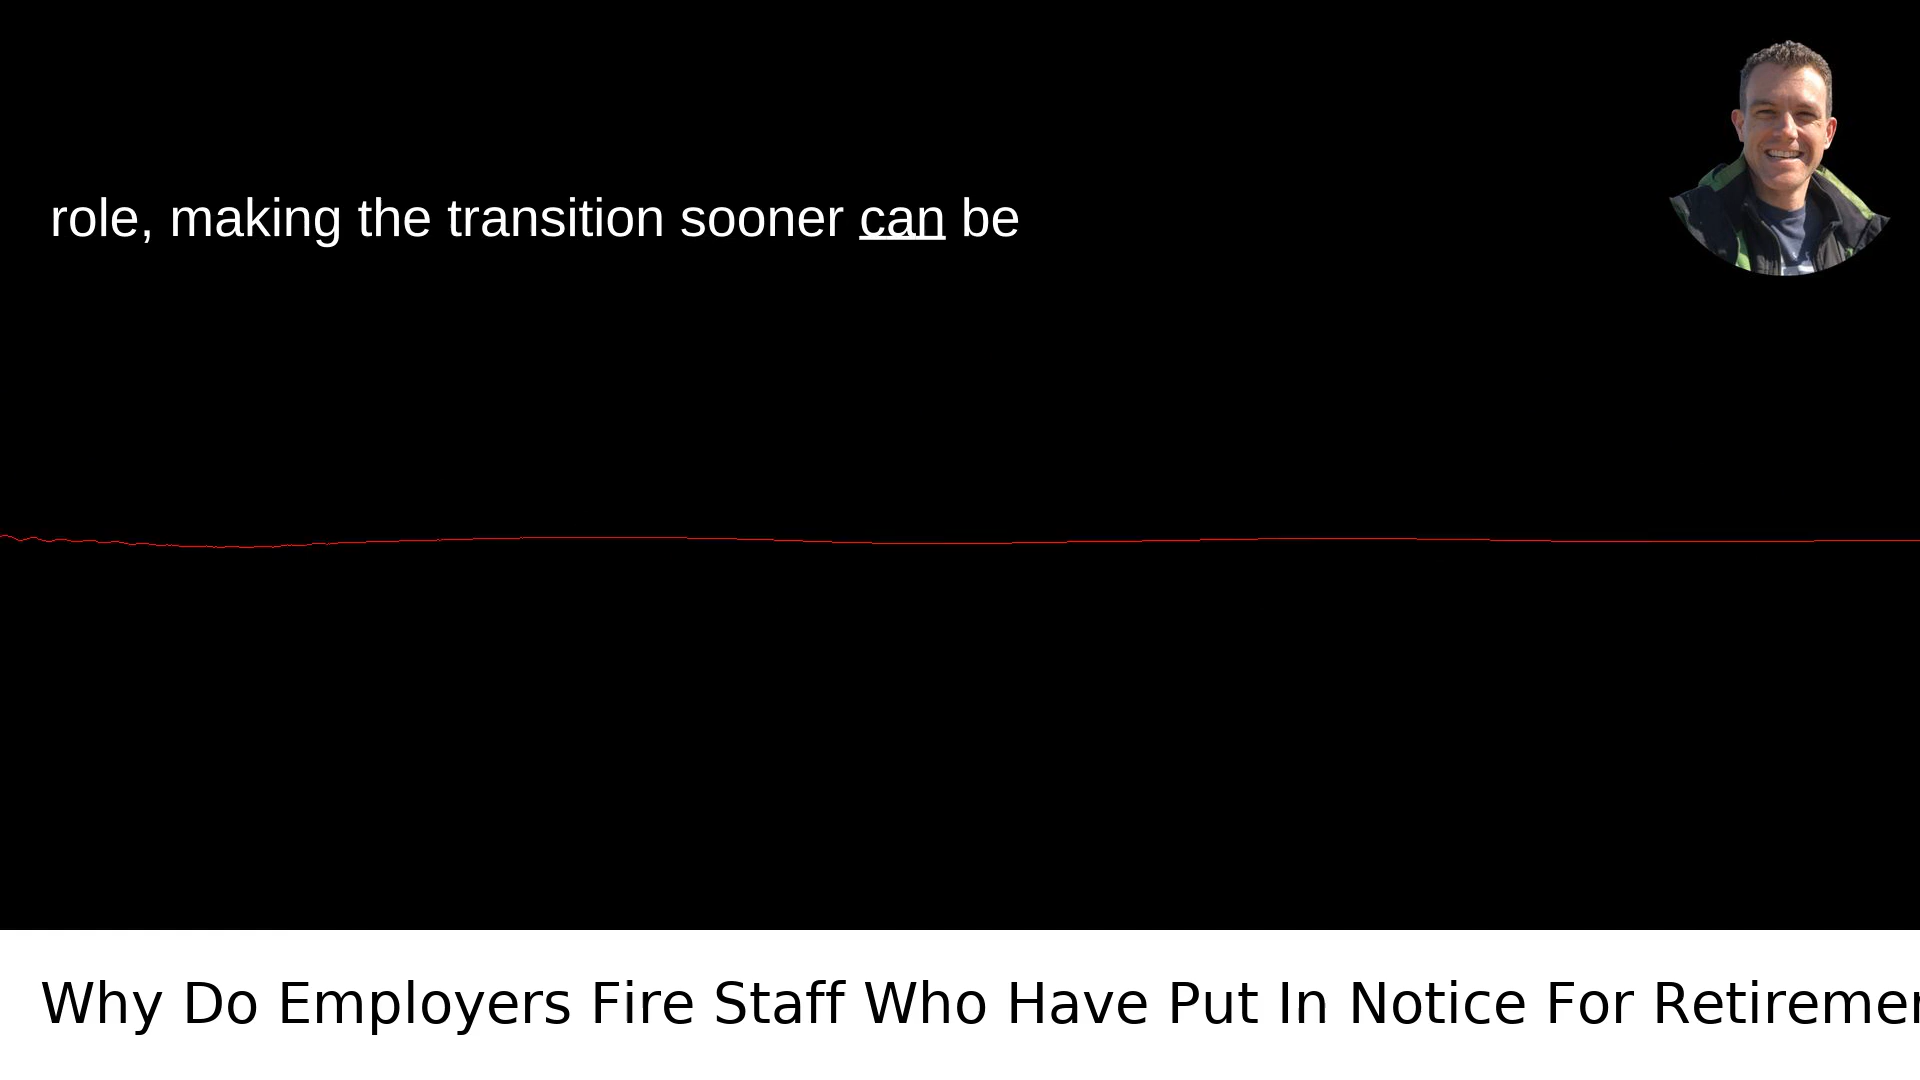 role, making the transition sooner can be
Why Do Employers Fire Staff Who Have Put In Notice For Retiremen